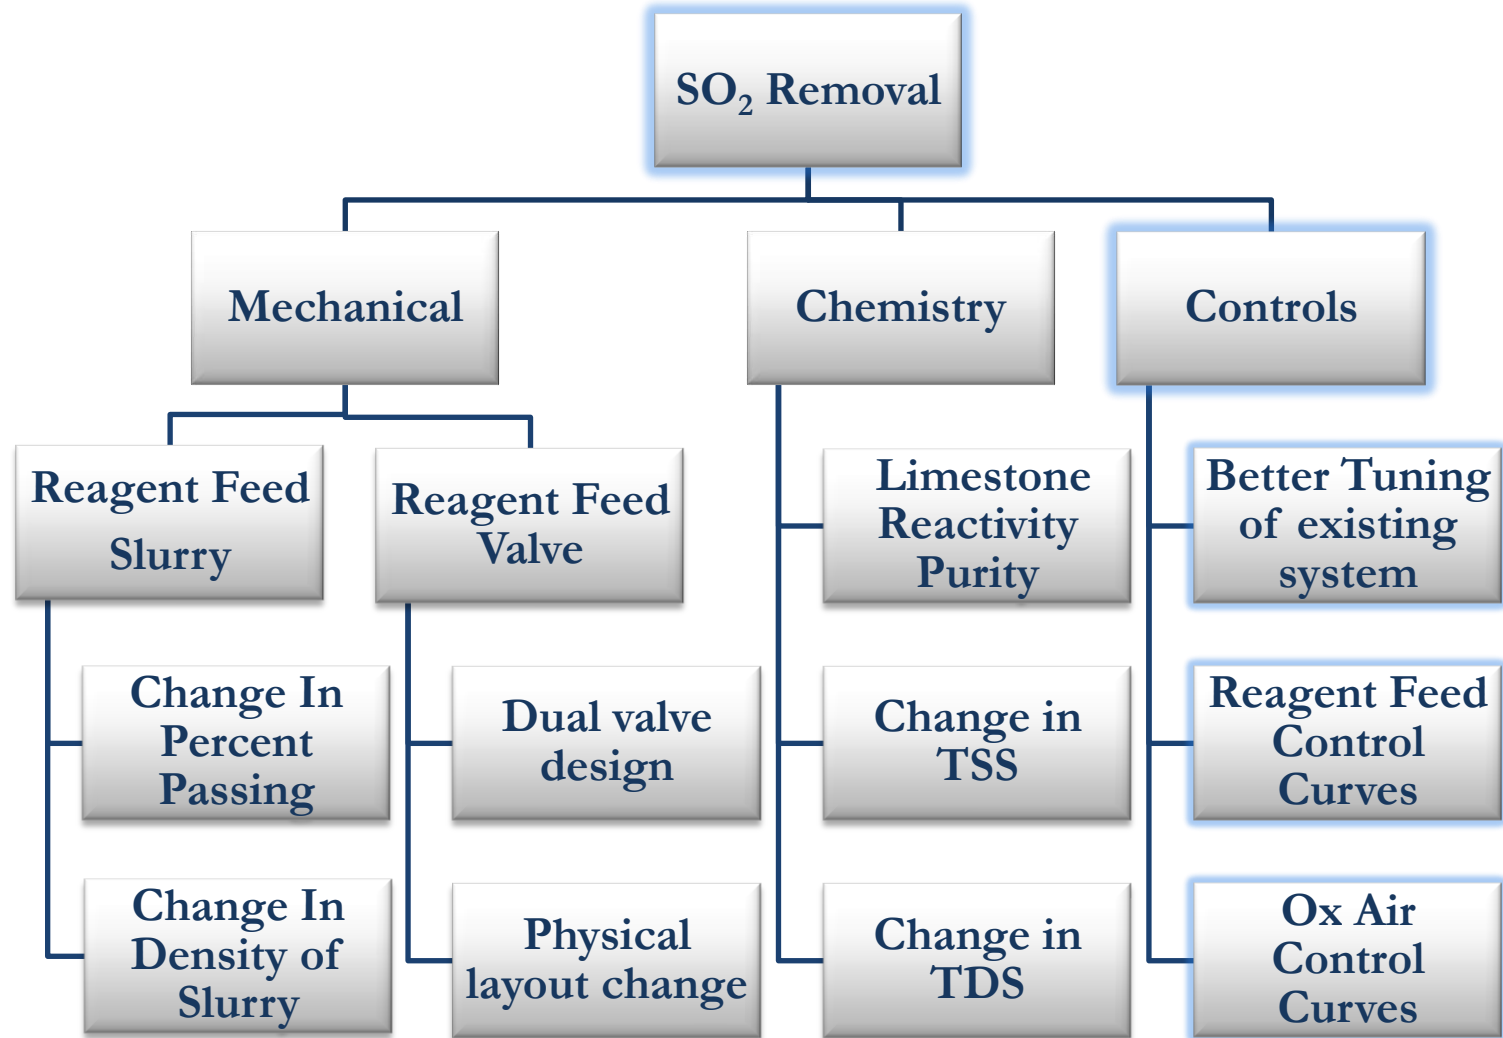 SO₂ Removal
Mechanical
Chemistry
Controls
Reagent Feed
Slurry
Reagent Feed
Valve
Limestone
Reactivity
Purity
Better Tuning
of existing
system
Change In
Percent
Passing
Dual valve
design
Change in
TSS
Reagent Feed
Control
Curves
Change In
Density of
Slurry
Physical
layout change
Change in
TDS
Ox Air
Control
Curves